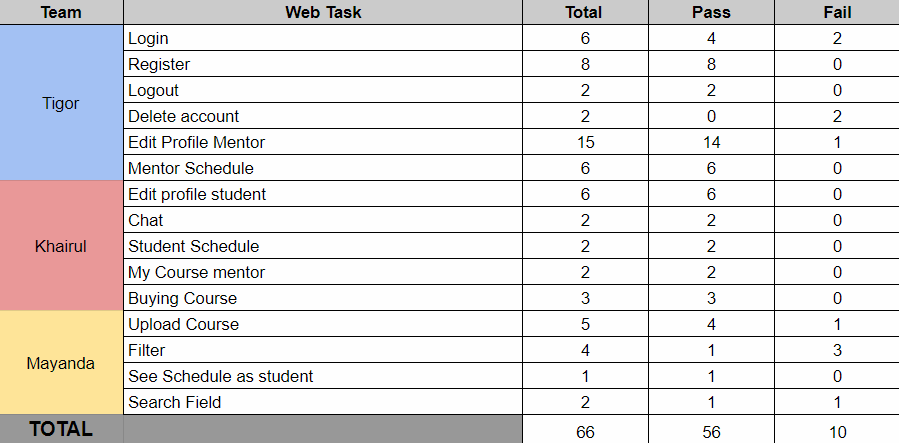 Team Web Task Total Pass Fail
Tigor
Login 6 4 2
Register 8 8 0
Logout 2 2 0
Delete account 2 0 2
Edit Profile Mentor 15 14 1
Mentor Schedule 6 6 0
Khairul
Edit profile student 6 6 0
Chat 2 2 0
Student Schedule 2 2 0
My Course mentor 2 2 0
Buying Course 3 3 0
Mayanda
Upload Course 5 4 1
Filter 4 1 3
See Schedule as student 1 1 0
Search Field 2 1 1
TOTAL 66 56 10